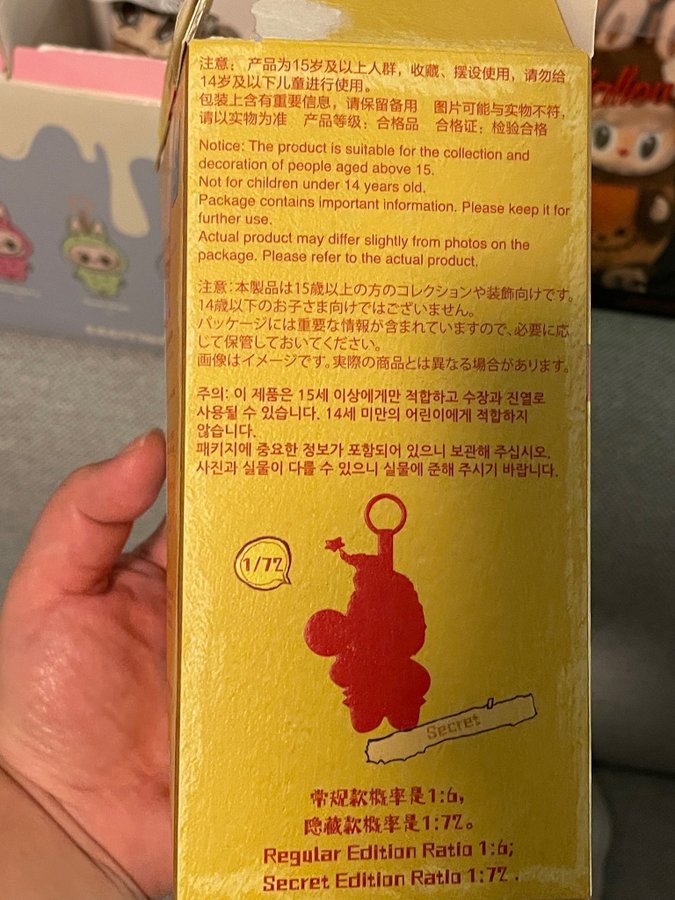 注意：产品为15岁及以上人群，收藏、摆设使用，请勿给
14岁及以下儿童进行使用。
包装上含有重要信息，请保留备用 图片可能与实物不符，
请以实物为准 产品等级：合格品 合格证：检验合格
Notice: The product is suitable for the collection and
decoration of people aged above 15.
Not for children under 14 years old.
Package contains important information. Please keep it for
further use.
Actual product may differ slightly from photos on the
package. Please refer to the actual product.
注意：本製品は15歳以上の方のコレクションや装飾向けです。
14歳以下のお子さま向けではございません。
パッケージには重要な情報が含まれていますので、必要に応
じて保管しておいてください。
画像はイメージです。実際の商品とは異なる場合があります。
주의: 이 제품은 15세 이상에게만 적합하고 수장과 진열로
사용될 수 있습니다. 14세 미만의 어린이에게 적합하지
않습니다.
패키지에 중요한 정보가 포함되어 있으니 보관해 주십시오.
사진과 실물이 다를 수 있으니 실물에 준해 주시기 바랍니다.
1/72
Secret
常规款概率是1:6，
隐藏款概率是1:72。
Regular Edition Ratio 1:6;
Secret Edition Ratio 1:72 .